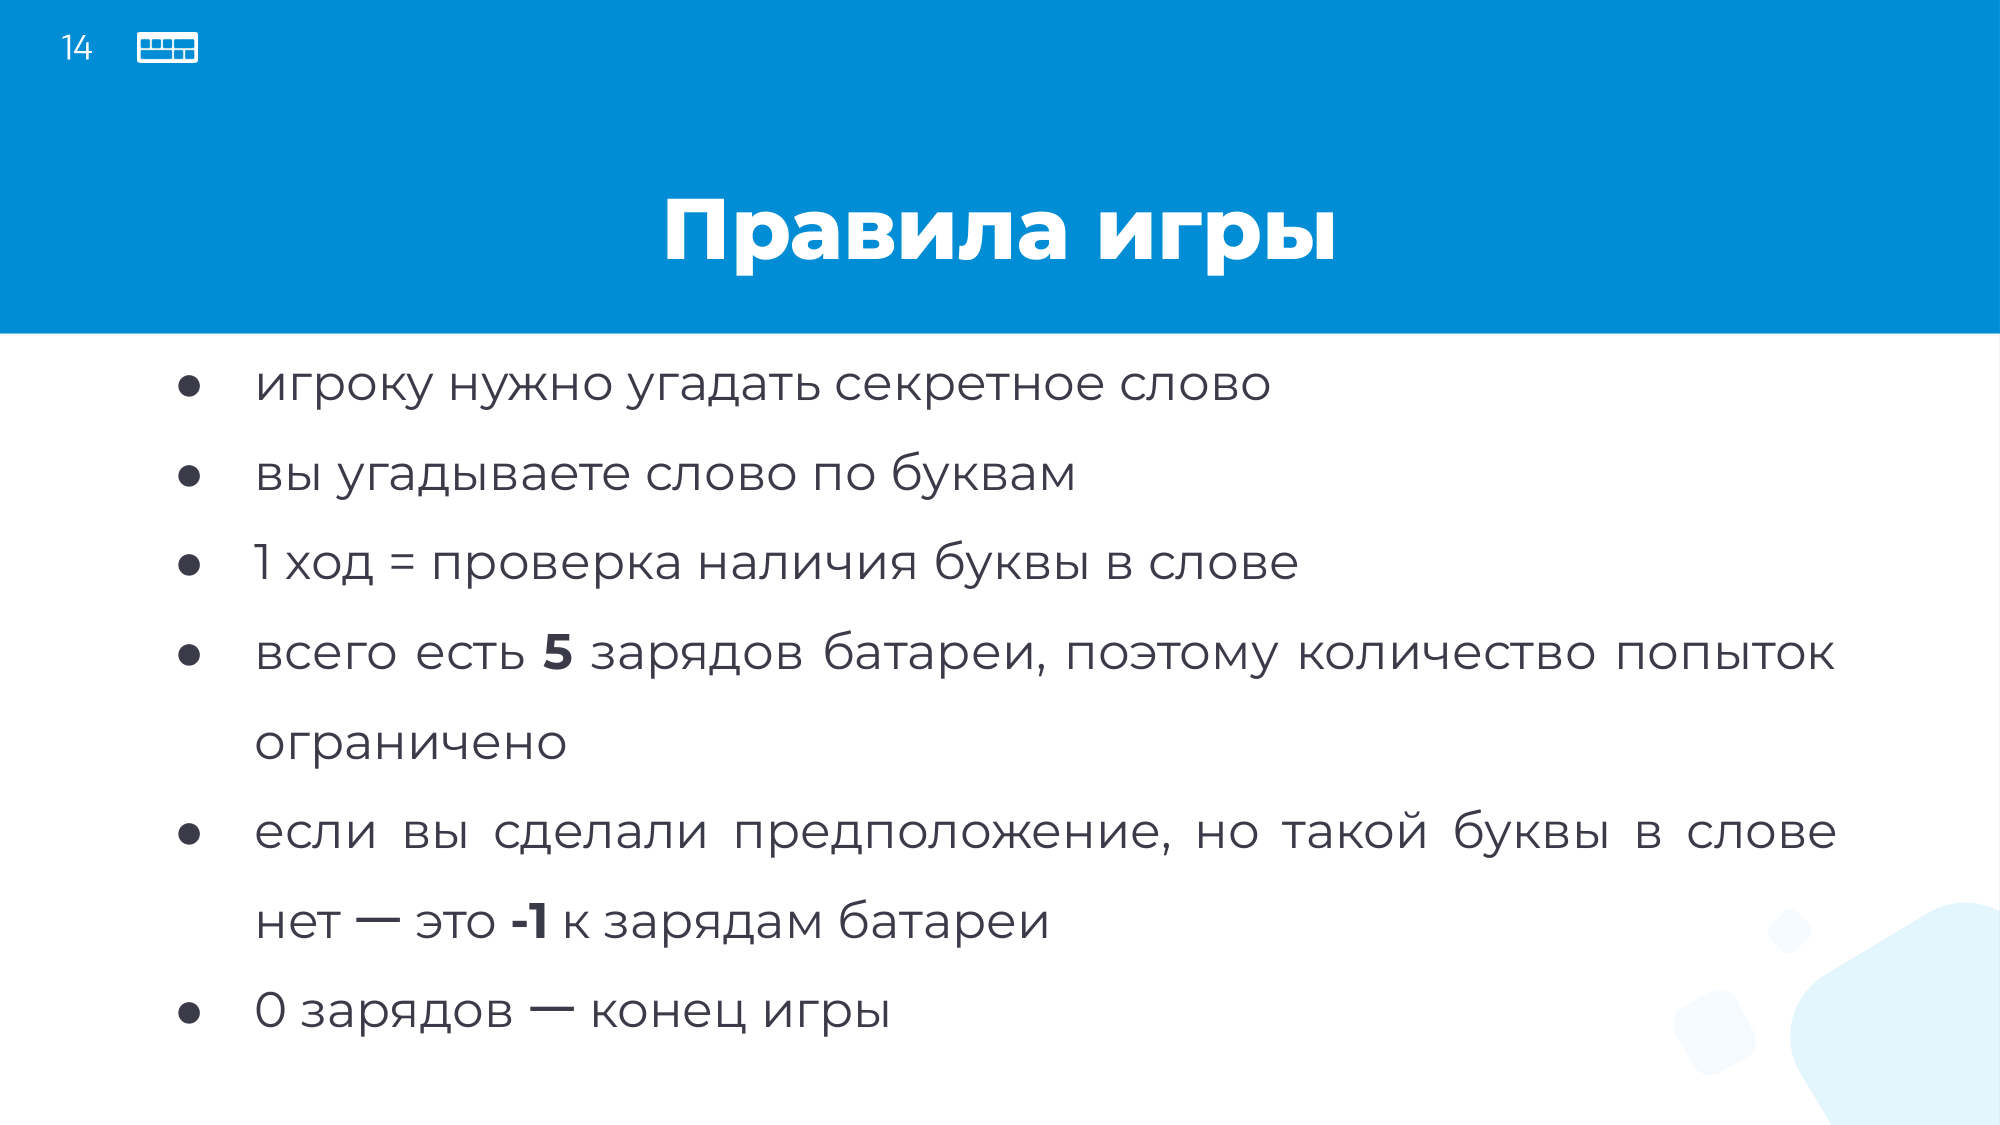 14
Правила игры
● игроку нужно угадать секретное слово
● вы угадываете слово по буквам
● 1 ход = проверка наличия буквы в слове
● всего есть 5 зарядов батареи, поэтому количество попыток
ограничено
● если вы сделали предположение, но такой буквы в слове
нет — это -1 к зарядам батареи
● 0 зарядов — конец игры